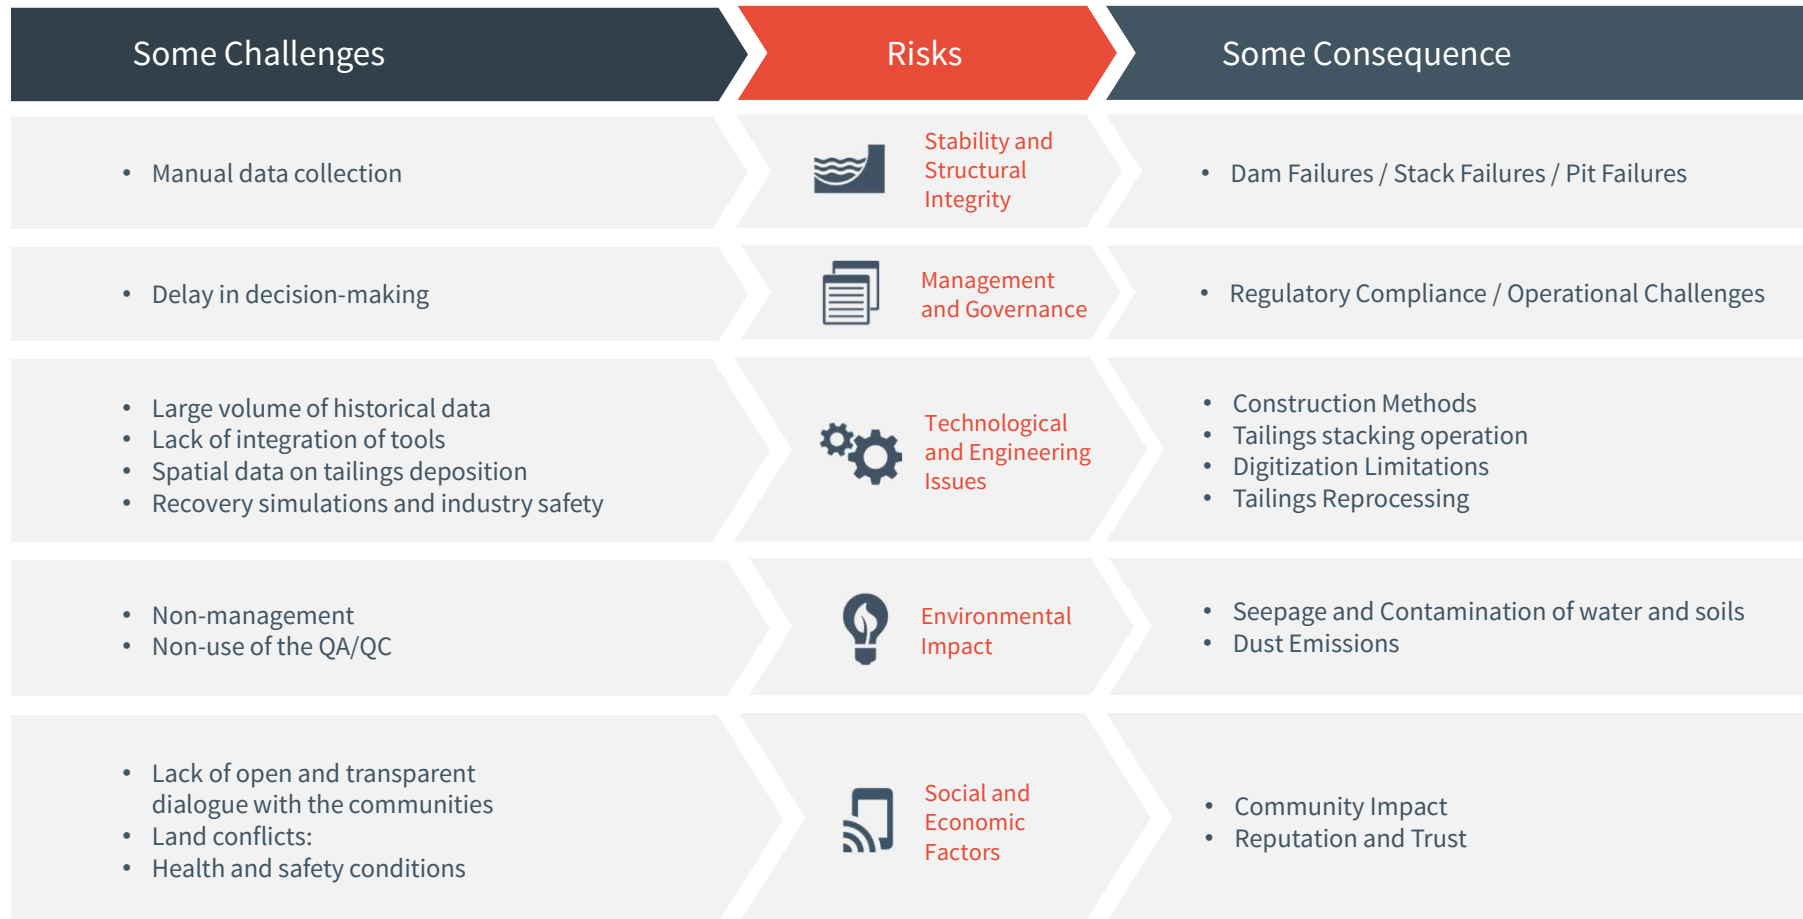 Some Challenges
Risks
Some Consequence
• Manual data collection
Stability and
Structural
Integrity
• Dam Failures / Stack Failures / Pit Failures
• Delay in decision-making
Management
and Governance
• Regulatory Compliance / Operational Challenges
• Large volume of historical data
• Lack of integration of tools
• Spatial data on tailings deposition
• Recovery simulations and industry safety
Technological
and Engineering
Issues
• Construction Methods
• Tailings stacking operation
• Digitization Limitations
• Tailings Reprocessing
• Non-management
• Non-use of the QA/QC
Environmental
Impact
• Seepage and Contamination of water and soils
• Dust Emissions
• Lack of open and transparent
dialogue with the communities
• Land conflicts:
• Health and safety conditions
Social and
Economic
Factors
• Community Impact
• Reputation and Trust